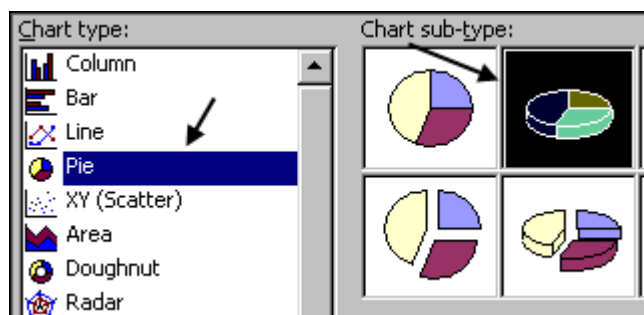 Chart type:
Column
Bar
Line
Pie
XY (Scatter)
Area
Doughnut
Radar
Chart sub-type: